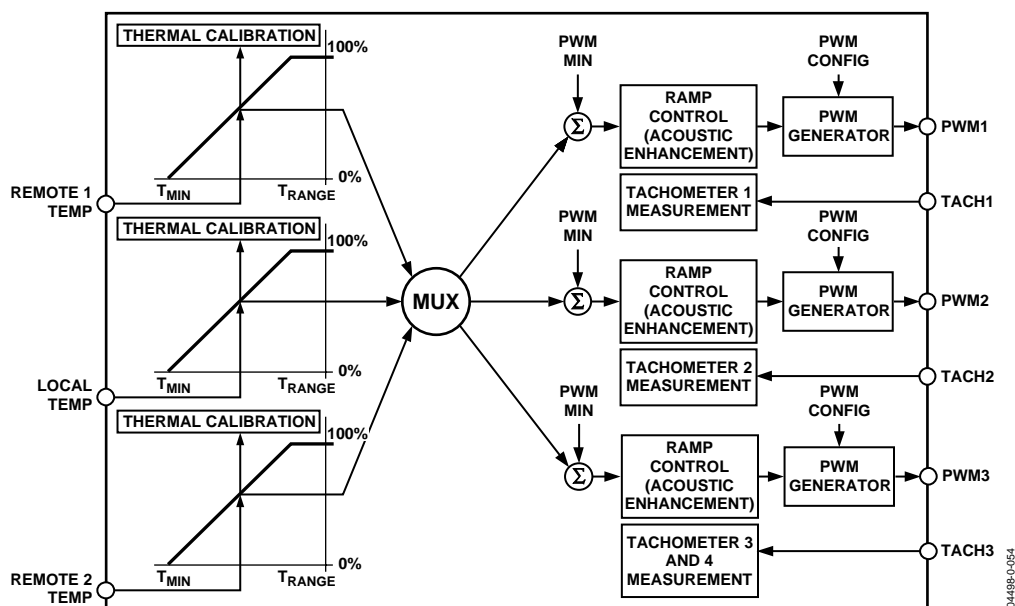 THERMAL CALIBRATION
100%
0%
TMIN
TRANGE
REMOTE 1
TEMP
THERMAL CALIBRATION
100%
0%
TMIN
TRANGE
LOCAL
TEMP
THERMAL CALIBRATION
100%
0%
TMIN
TRANGE
REMOTE 2
TEMP
MUX
PWM
MIN
Σ
RAMP
CONTROL
(ACOUSTIC
ENHANCEMENT)
PWM
CONFIG
PWM
GENERATOR
PWM1
TACHOMETER 1
MEASUREMENT
TACH1
PWM
MIN
Σ
RAMP
CONTROL
(ACOUSTIC
ENHANCEMENT)
PWM
CONFIG
PWM
GENERATOR
PWM2
TACHOMETER 2
MEASUREMENT
TACH2
PWM
MIN
Σ
RAMP
CONTROL
(ACOUSTIC
ENHANCEMENT)
PWM
CONFIG
PWM
GENERATOR
PWM3
TACHOMETER 3
AND 4
MEASUREMENT
TACH3
04498-0-054